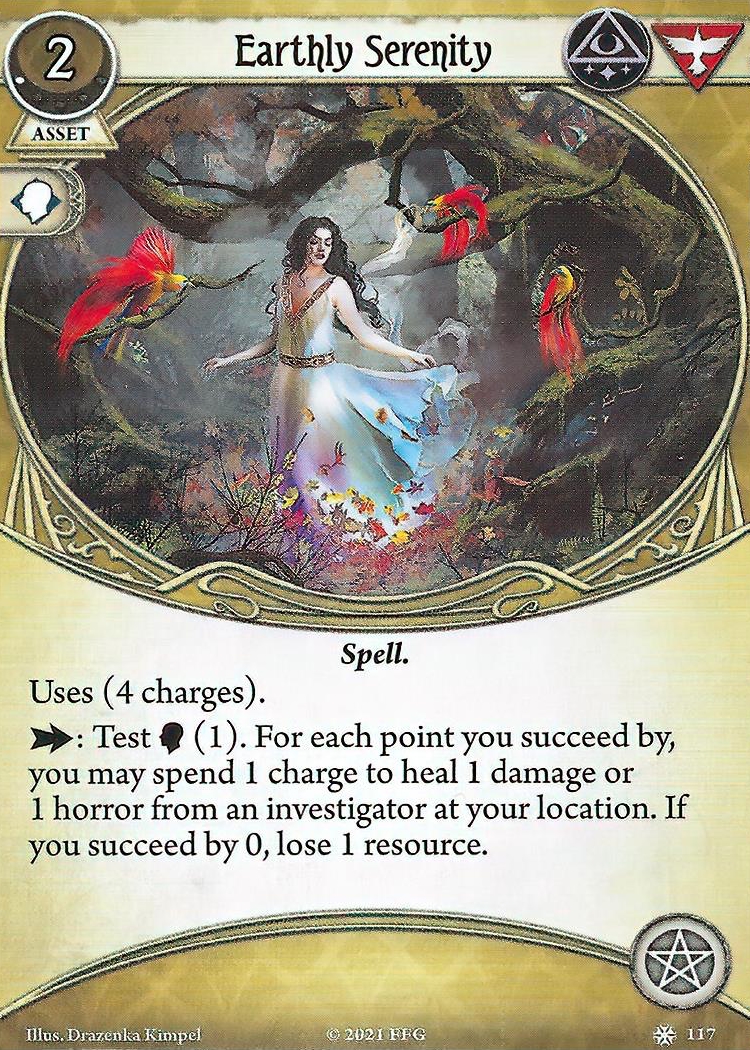 2
Earthly Serenity
ASSET
Spell.
Uses (4 charges).
: Test (1). For each point you succeed by,
you may spend 1 charge to heal 1 damage or
1 horror from an investigator at your location. If
you succeed by 0, lose 1 resource.
Illus. Drazenka Kimpel
© 2021 FFG
117